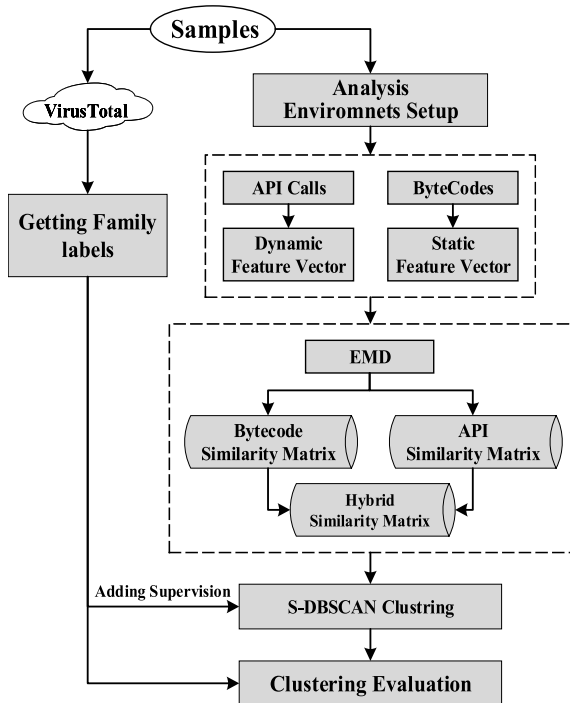 Samples
VirusTotal
Analysis
Enviromnets Setup
API Calls
ByteCodes
Getting Family
labels
Dynamic
Feature Vector
Static
Feature Vector
EMD
Bytecode
Similarity Matrix
API
Similarity Matrix
Hybrid
Similarity Matrix
Adding Supervision
S-DBSCAN Clustring
Clustering Evaluation